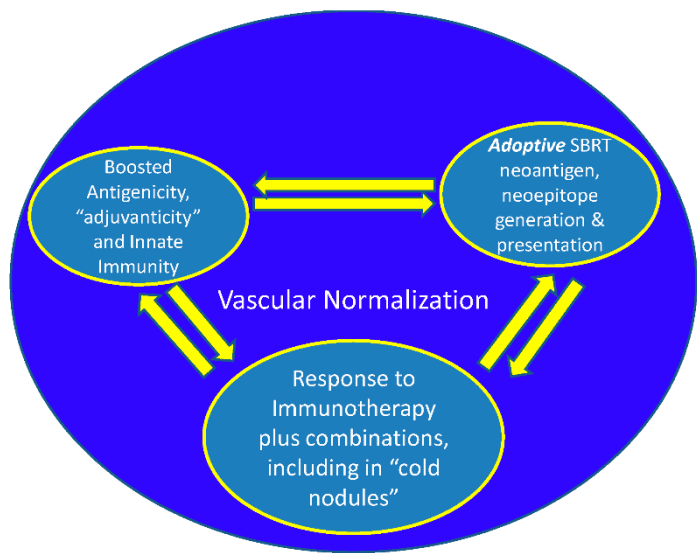 Boosted
Antigenicity,
“adjuvanticity”
and Innate
Immunity
Adoptive SBRT
neoantigen,
neoepitope
generation &
presentation
Vascular Normalization
Response to
Immunotherapy
plus combinations,
including in “cold
nodules”